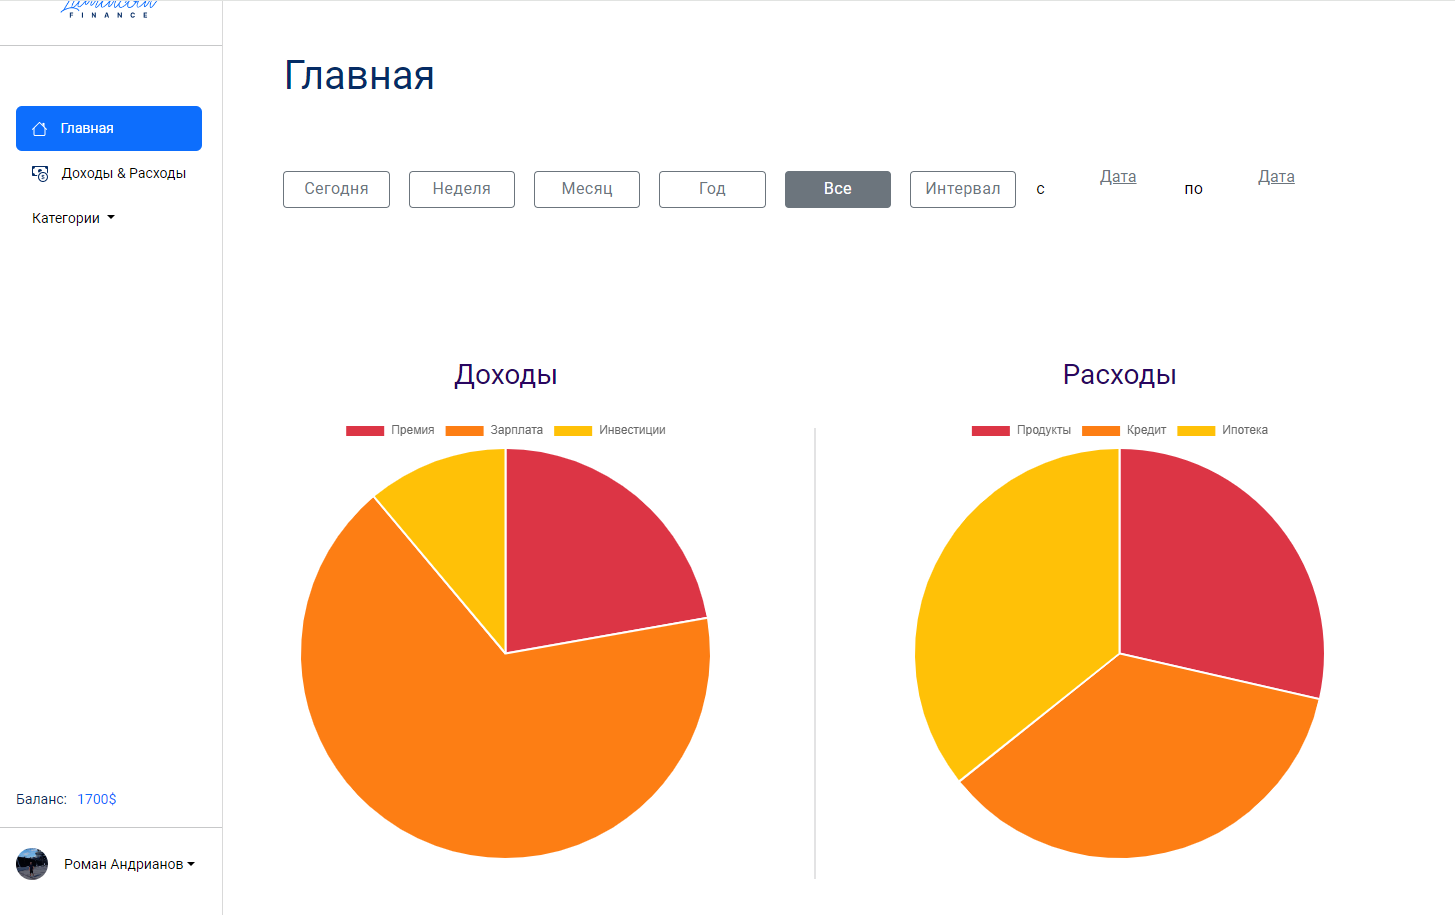 FINANCE
Главная
Доходы & Расходы
Категории
Баланс: 1700$
Роман Андрианов
Главная
Сегодня Неделя Месяц Год Все Интервал с Дата по Дата
Доходы
Премия Зарплата Инвестиции
Расходы
Продукты Кредит Ипотека